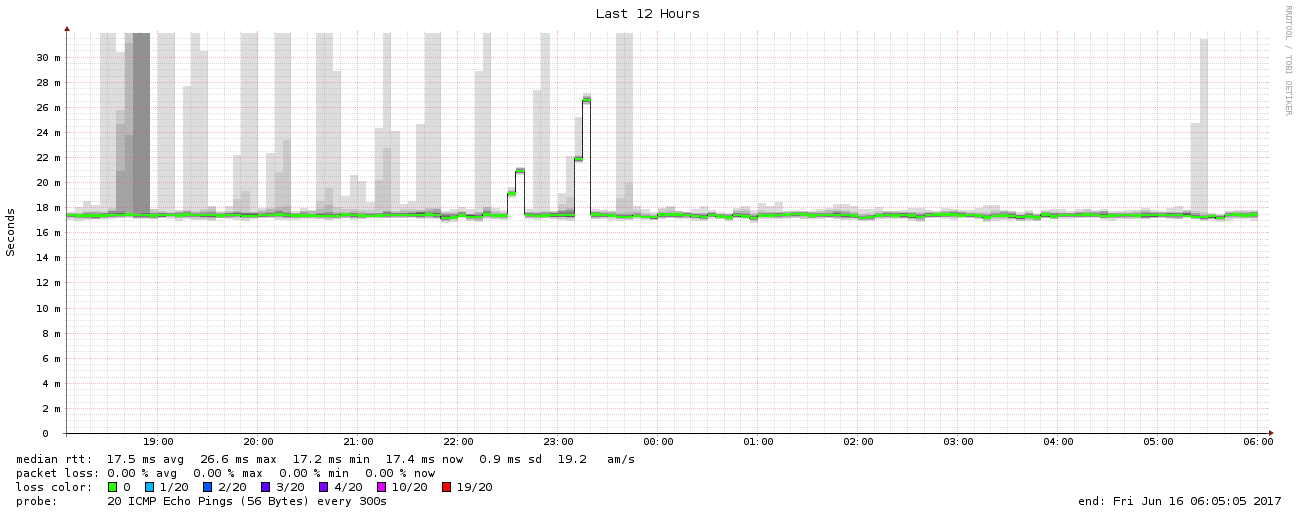 Last 12 Hours
RRDTOOL / TOBI OETIKER
Seconds
30 m
28 m
26 m
24 m
22 m
20 m
18 m
16 m
14 m
12 m
10 m
8 m
6 m
4 m
2 m
0
19:00 20:00 21:00 22:00 23:00 00:00 01:00 02:00 03:00 04:00 05:00 06:00
median rtt: 17.5 ms avg 26.6 ms max 17.2 ms min 17.4 ms now 0.9 ms sd 19.2 am/s
packet loss: 0.00 % avg 0.00 % max 0.00 % min 0.00 % now
loss color: 0 1/20 2/20 3/20 4/20 10/20 19/20
probe: 20 ICMP Echo Pings (56 Bytes) every 300s end: Fri Jun 16 06:05:05 2017